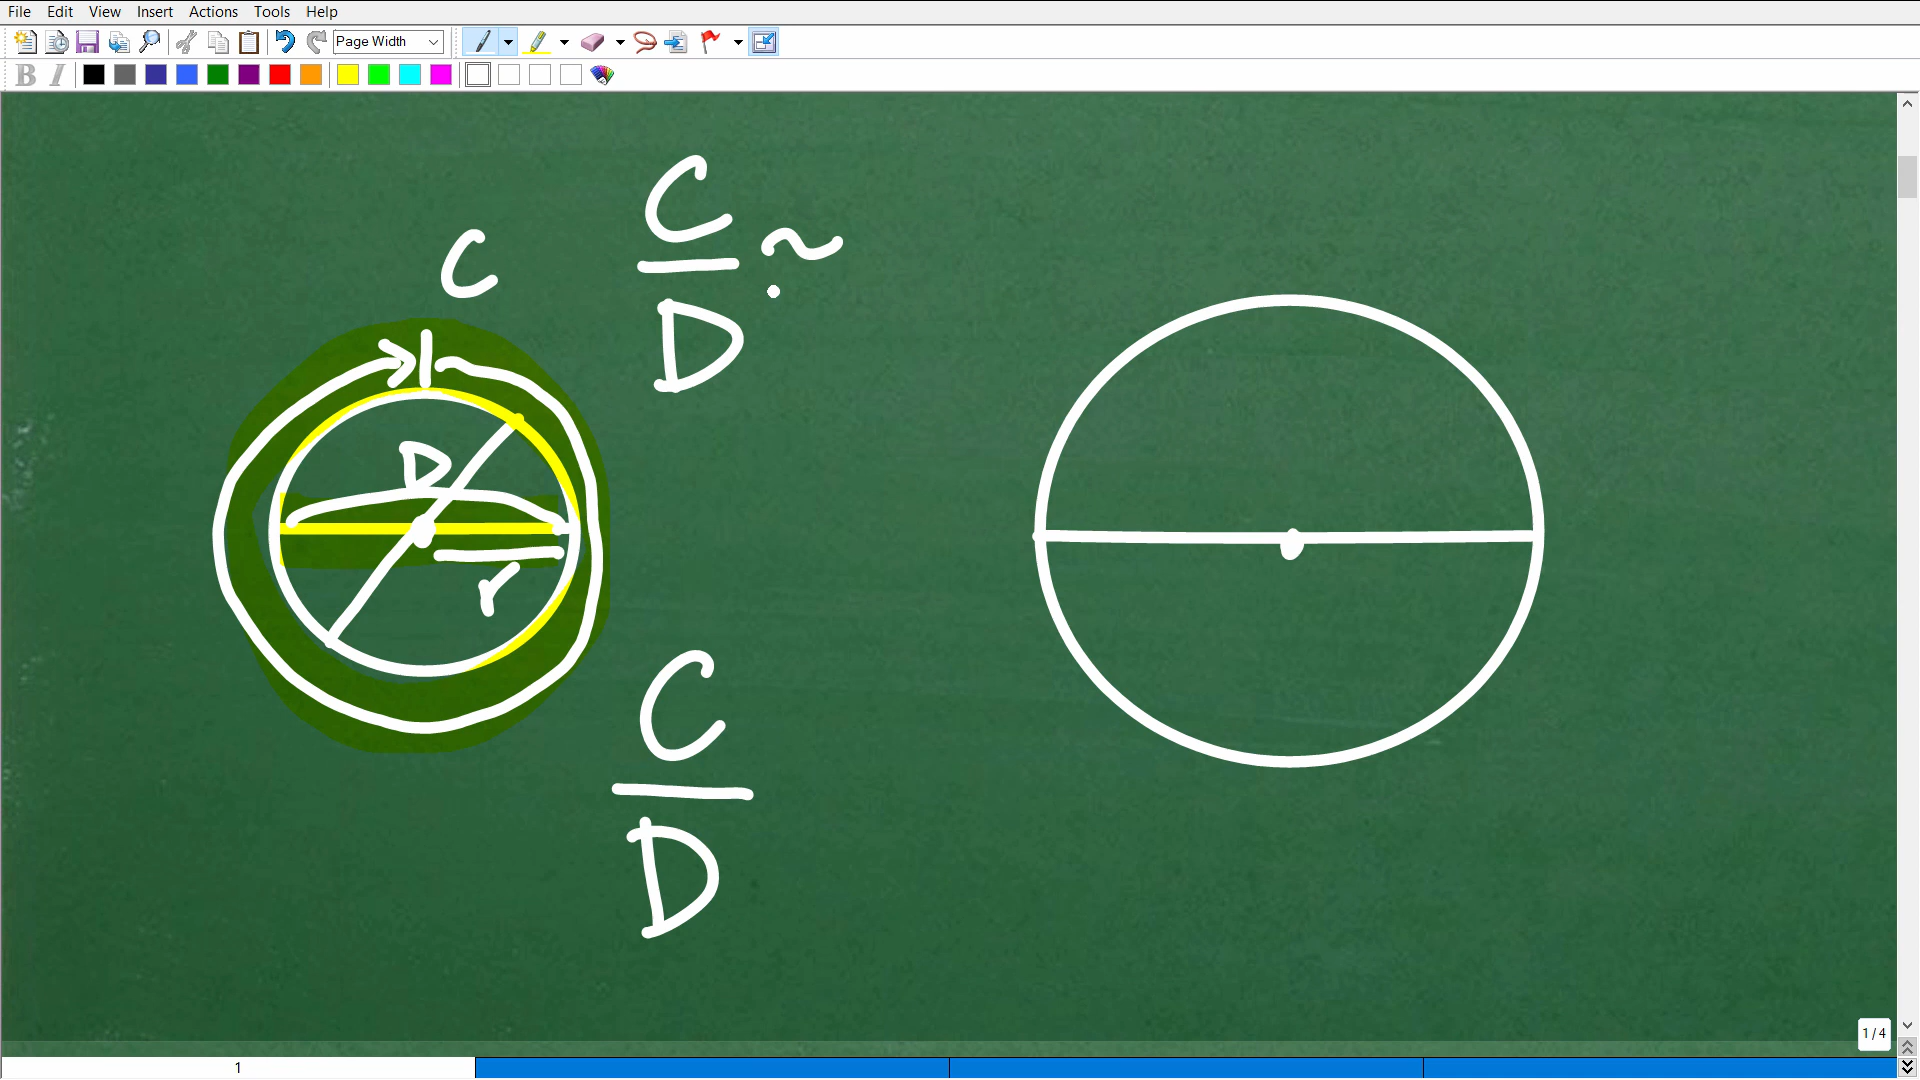 File Edit View Insert Actions Tools Help
Page Width
B I
C
C
~
D
D
r
C
D
1 / 4
1